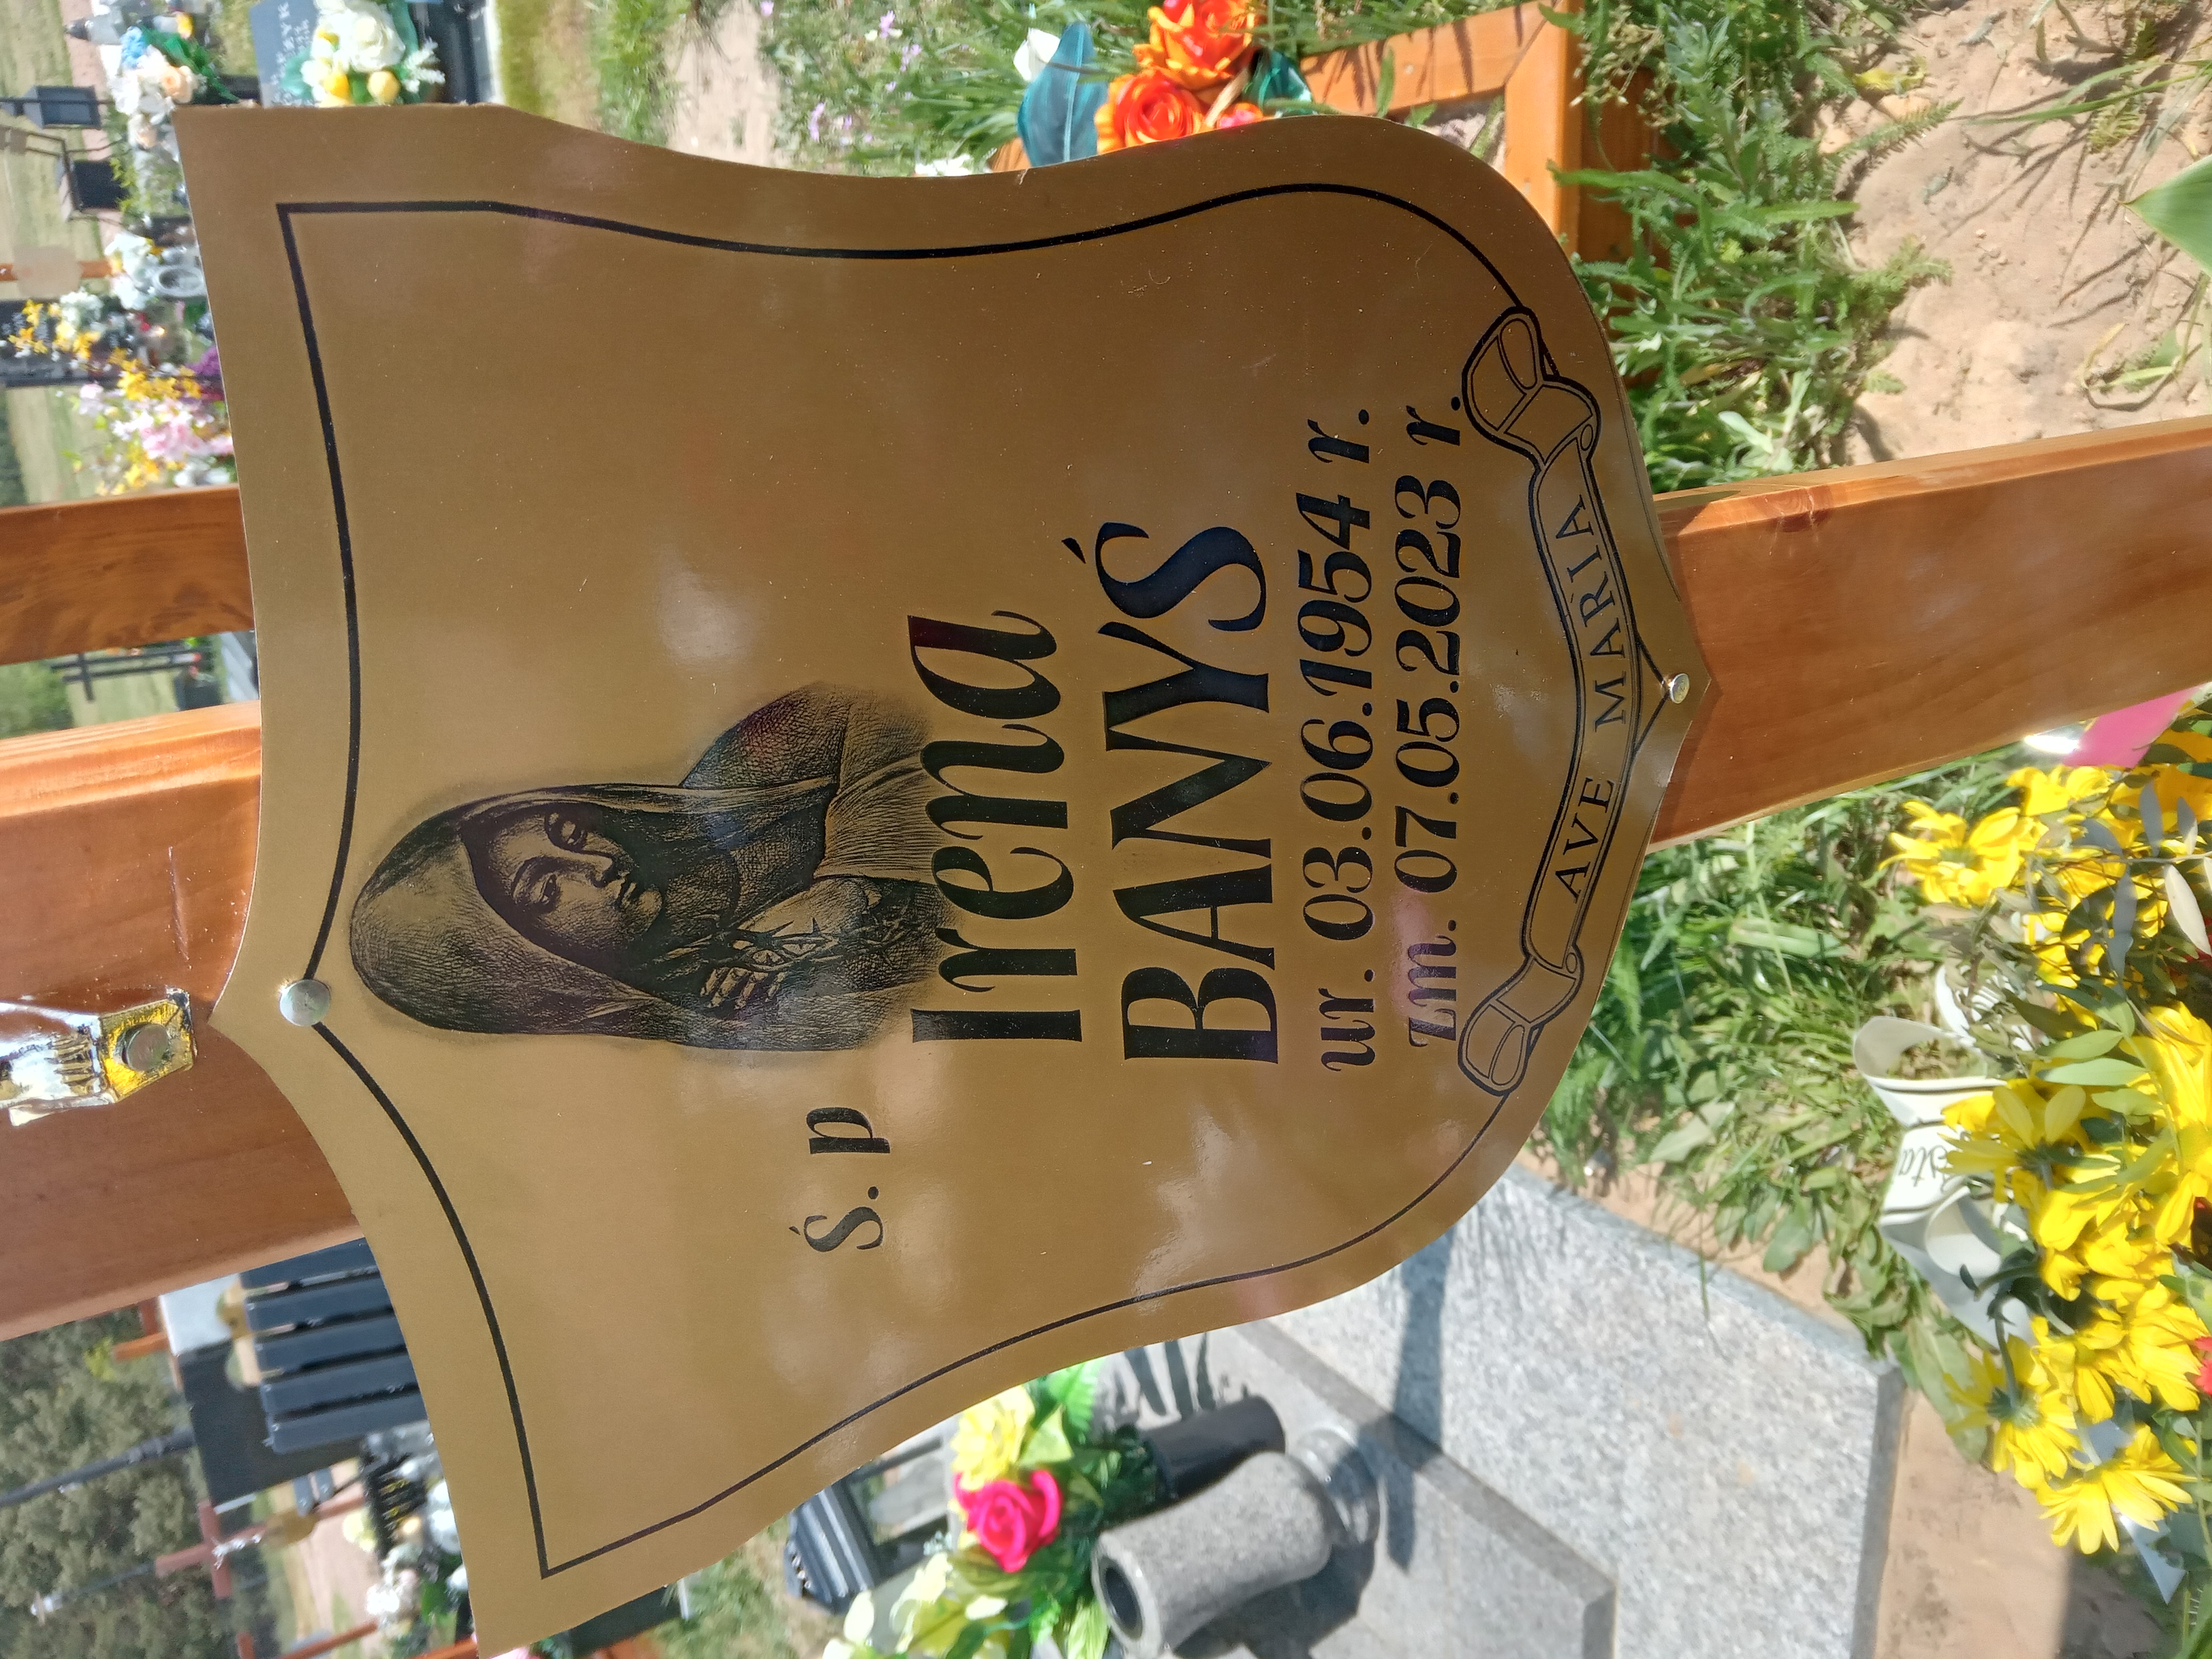 Ś. p
Irena
BANYŚ
ur. 03.06.1954 r.
zm. 07.05.2023 r.
AVE MARIA